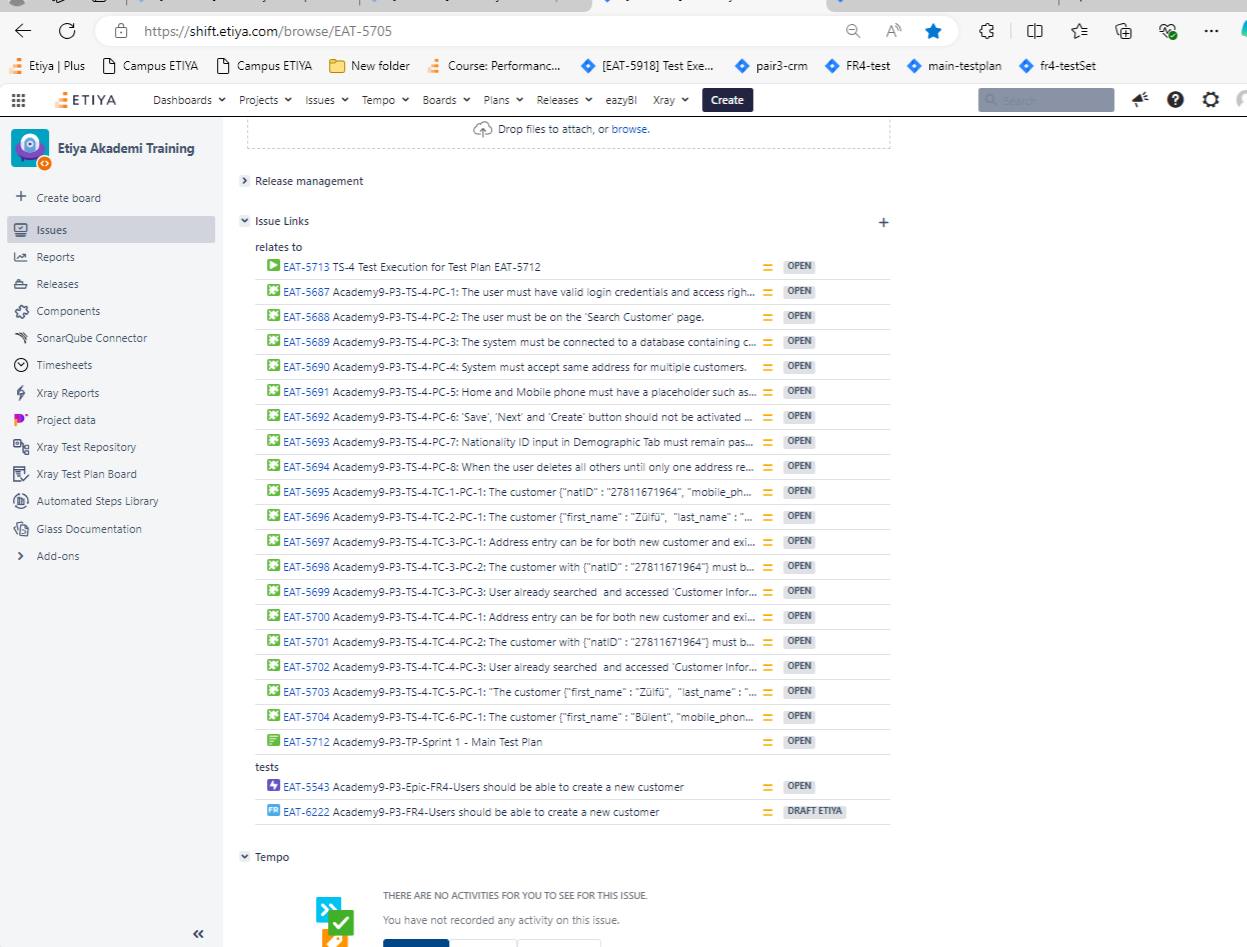 https://shift.etiya.com/browse/EAT-5705
Etiya | Plus
Campus ETIYA
Campus ETIYA
New folder
Course: Performanc...
[EAT-5918] Test Exe...
pair3-crm
FR4-test
main-testplan
fr4-testSet
ETIYA
Dashboards
Projects
Issues
Tempo
Boards
Plans
Releases
eazyBI
Xray
Create
Search
Etiya Akademi Training
Create board
Issues
Reports
Releases
Components
SonarQube Connector
Timesheets
Xray Reports
Project data
Xray Test Repository
Xray Test Plan Board
Automated Steps Library
Glass Documentation
Add-ons
Drop files to attach, or browse.
Release management
Issue Links
relates to
EAT-5713 TS-4 Test Execution for Test Plan EAT-5712 OPEN
EAT-5687 Academy9-P3-TS-4-PC-1: The user must have valid login credentials and access righ... OPEN
EAT-5688 Academy9-P3-TS-4-PC-2: The user must be on the 'Search Customer' page. OPEN
EAT-5689 Academy9-P3-TS-4-PC-3: The system must be connected to a database containing c... OPEN
EAT-5690 Academy9-P3-TS-4-PC-4: System must accept same address for multiple customers. OPEN
EAT-5691 Academy9-P3-TS-4-PC-5: Home and Mobile phone must have a placeholder such as... OPEN
EAT-5692 Academy9-P3-TS-4-PC-6: 'Save', 'Next' and 'Create' button should not be activated ... OPEN
EAT-5693 Academy9-P3-TS-4-PC-7: Nationality ID input in Demographic Tab must remain pas... OPEN
EAT-5694 Academy9-P3-TS-4-PC-8: When the user deletes all others until only one address re... OPEN
EAT-5695 Academy9-P3-TS-4-TC-1-PC-1: The customer {"natID" : "27811671964", "mobile_ph... OPEN
EAT-5696 Academy9-P3-TS-4-TC-2-PC-1: The customer {"first_name" : "Zülfü", "last_name" : "... OPEN
EAT-5697 Academy9-P3-TS-4-TC-3-PC-1: Address entry can be for both new customer and exi... OPEN
EAT-5698 Academy9-P3-TS-4-TC-3-PC-2: The customer with {"natID" : "27811671964"} must b... OPEN
EAT-5699 Academy9-P3-TS-4-TC-3-PC-3: User already searched and accessed 'Customer Infor... OPEN
EAT-5700 Academy9-P3-TS-4-TC-4-PC-1: Address entry can be for both new customer and exi... OPEN
EAT-5701 Academy9-P3-TS-4-TC-4-PC-2: The customer with {"natID" : "27811671964"} must b... OPEN
EAT-5702 Academy9-P3-TS-4-TC-4-PC-3: User already searched and accessed 'Customer Infor... OPEN
EAT-5703 Academy9-P3-TS-4-TC-5-PC-1: "The customer {"first_name" : "Zülfü", "last_name" : "... OPEN
EAT-5704 Academy9-P3-TS-4-TC-6-PC-1: The customer {"first_name" : "Bülent", "mobile_phon... OPEN
EAT-5712 Academy9-P3-TP-Sprint 1 - Main Test Plan OPEN
tests
EAT-5543 Academy9-P3-Epic-FR4-Users should be able to create a new customer OPEN
FR EAT-6222 Academy9-P3-FR4-Users should be able to create a new customer DRAFT ETIYA
Tempo
THERE ARE NO ACTIVITIES FOR YOU TO SEE FOR THIS ISSUE.
You have not recorded any activity on this issue.